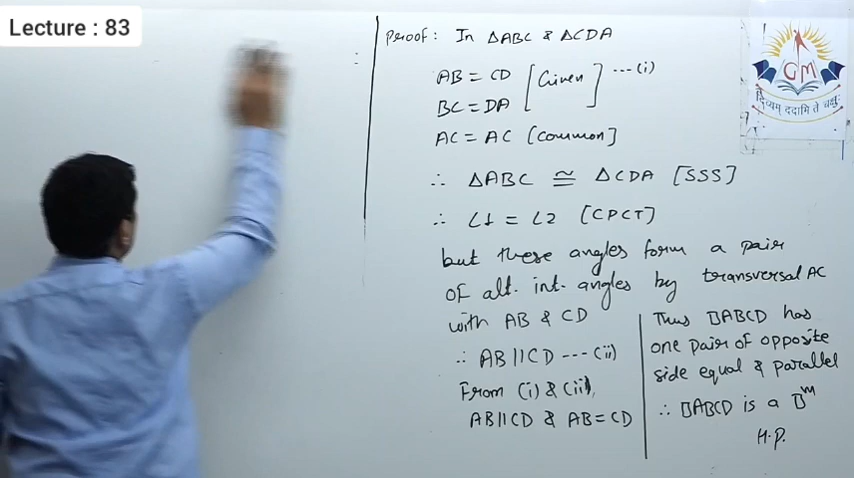 Lecture : 83
Proof: In △ABC & △CDA
AB = CD [Given] ---(i)
BC = DA
AC = AC [common]
∴ △ABC ≅ △CDA [SSS]
∴ ∠1 = ∠2 [CPCT]
but these angles form a pair
of alt. int. angles by transversal AC
with AB & CD
∴ AB||CD ---(ii)
From (i) & (ii),
AB||CD & AB = CD
Thus □ABCD has
one pair of opposite
side equal & parallel
∴ □ABCD is a □ᵐ
H.P.
GM
दिव्यम् ददामि ते चक्षुः